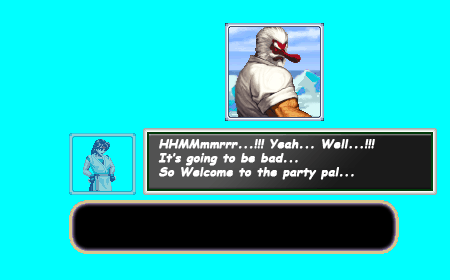 HHMMmmrrr...!!! Yeah... Well...!!!
It's going to be bad...
So Welcome to the party pal...